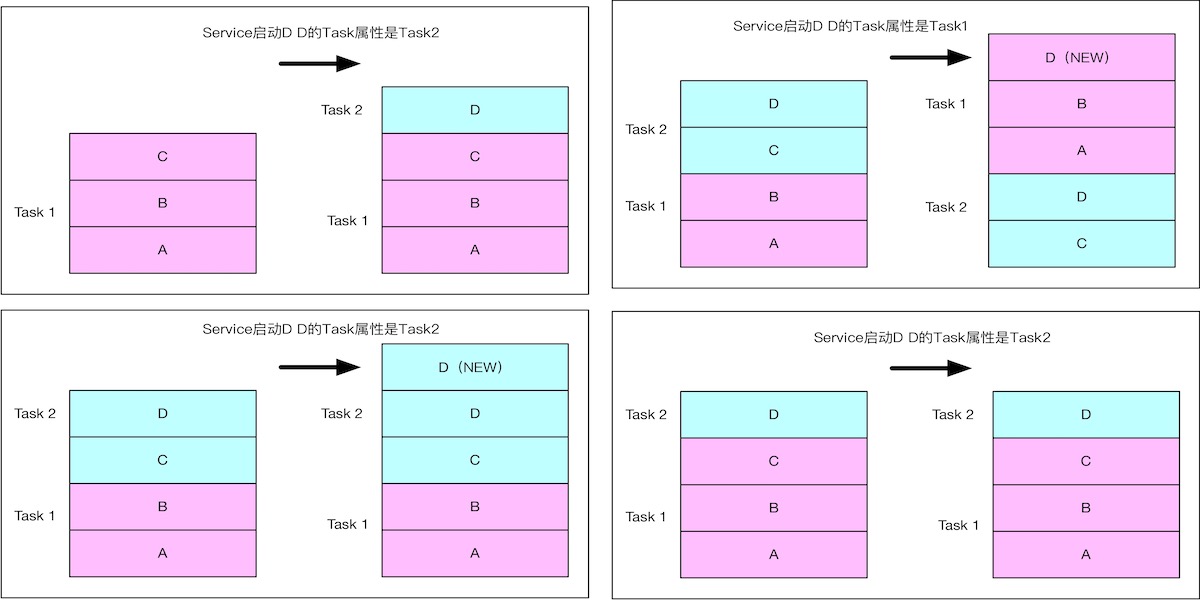 Service启动D D的Task属性是Task2
Task 2
D
C
C
Task 1
B
Task 1
B
A
A
Service启动D D的Task属性是Task1
D（NEW）
D
Task 1
B
Task 2
C
A
Task 1
B
Task 2
D
A
C
Service启动D D的Task属性是Task2
D（NEW）
Task 2
D
Task 2
D
C
C
Task 1
B
Task 1
B
A
A
Service启动D D的Task属性是Task2
Task 2
D
Task 2
D
C
C
Task 1
B
Task 1
B
A
A